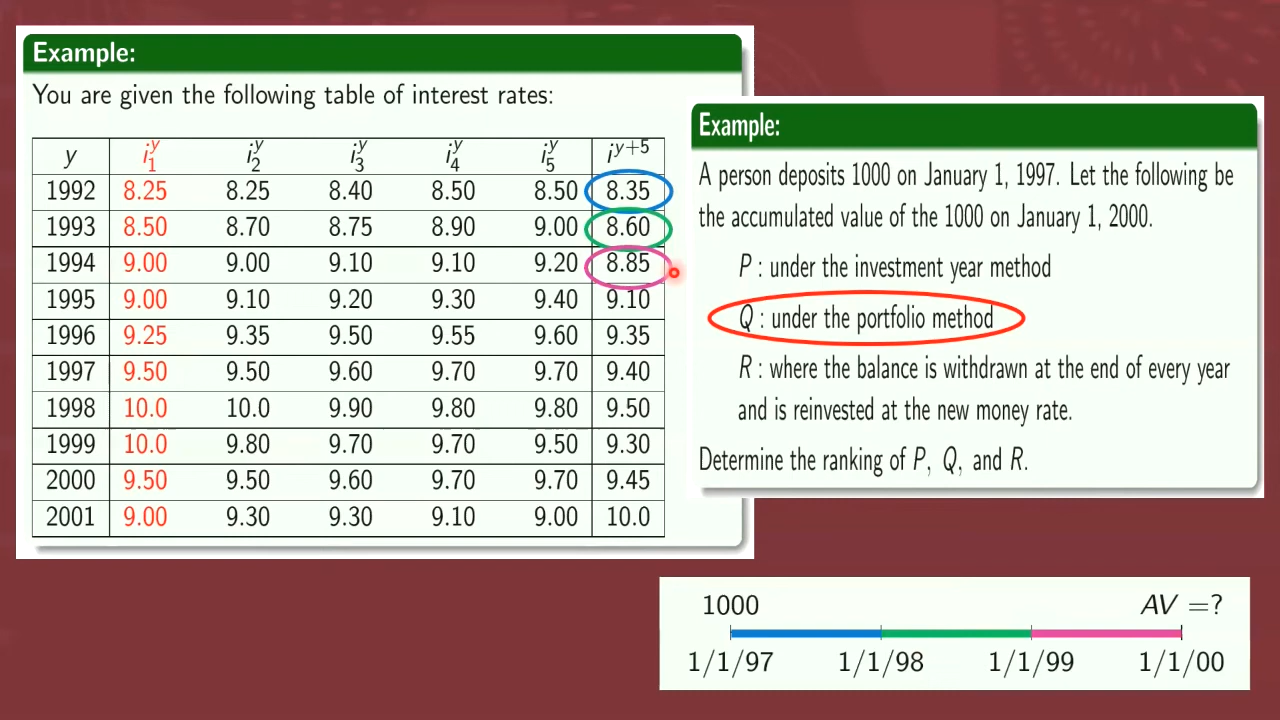 Example:
You are given the following table of interest rates:
y i_1^y i_2^y i_3^y i_4^y i_5^y i^{y+5}
1992 8.25 8.25 8.40 8.50 8.50 8.35
1993 8.50 8.70 8.75 8.90 9.00 8.60
1994 9.00 9.00 9.10 9.10 9.20 8.85
1995 9.00 9.10 9.20 9.30 9.40 9.10
1996 9.25 9.35 9.50 9.55 9.60 9.35
1997 9.50 9.50 9.60 9.70 9.70 9.40
1998 10.0 10.0 9.90 9.80 9.80 9.50
1999 10.0 9.80 9.70 9.70 9.50 9.30
2000 9.50 9.50 9.60 9.70 9.70 9.45
2001 9.00 9.30 9.30 9.10 9.00 10.0
Example:
A person deposits 1000 on January 1, 1997. Let the following be
the accumulated value of the 1000 on January 1, 2000.
P : under the investment year method
Q : under the portfolio method
R : where the balance is withdrawn at the end of every year
and is reinvested at the new money rate.
Determine the ranking of P, Q, and R.
1000 AV =?
1/1/97 1/1/98 1/1/99 1/1/00